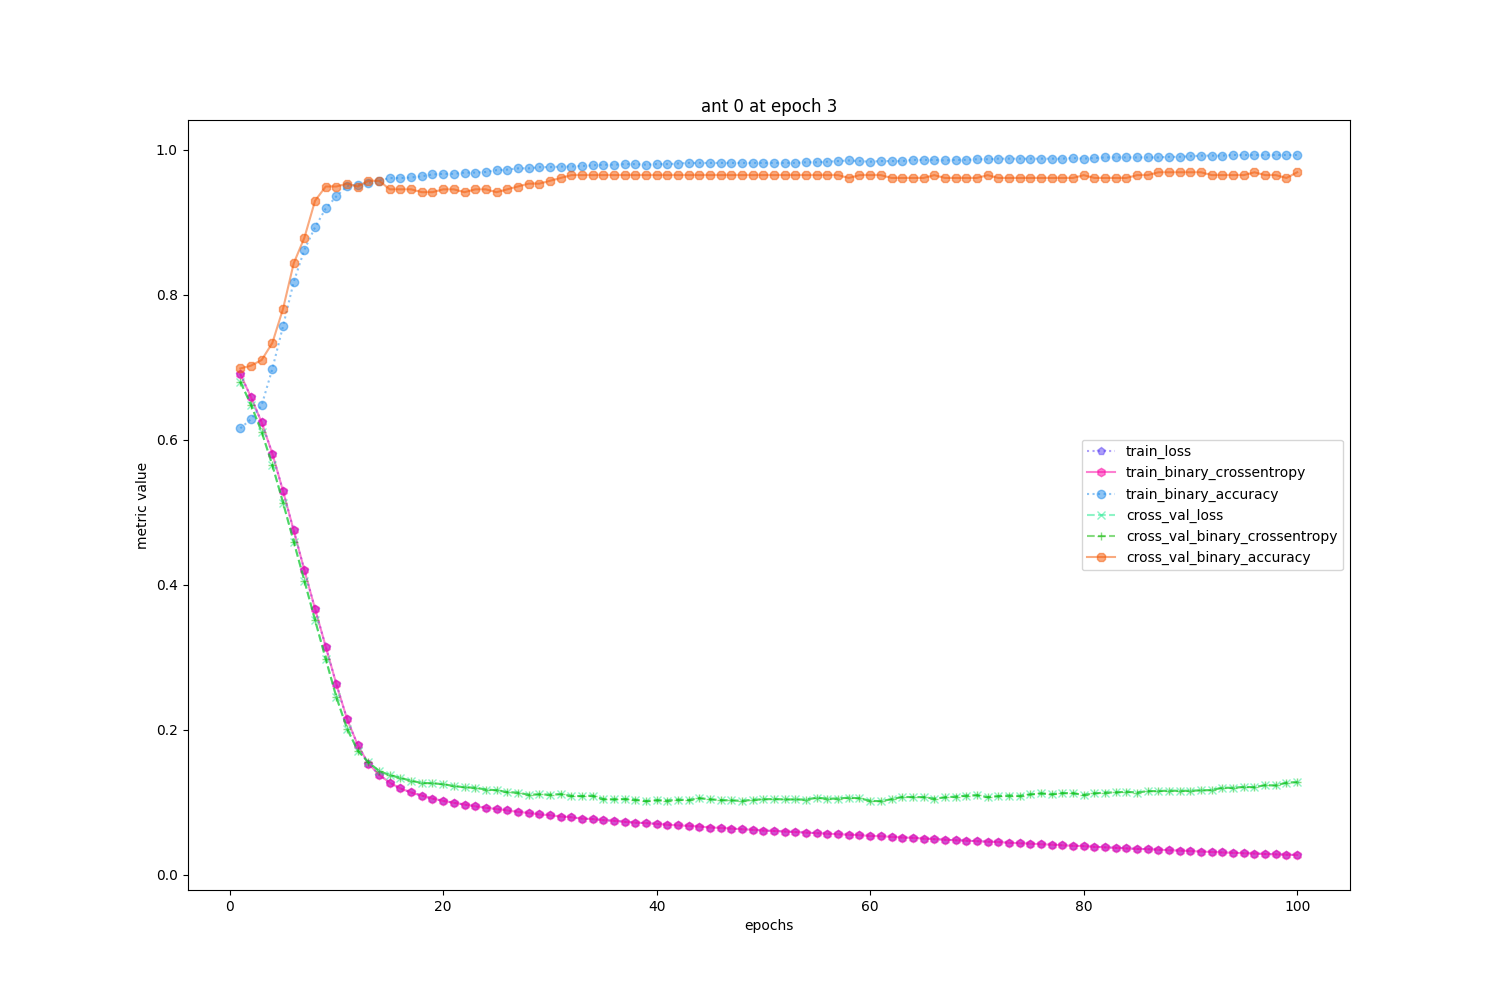 ant 0 at epoch 3
metric value
1.0
0.8
0.6
0.4
0.2
0.0
train_loss
train_binary_crossentropy
train_binary_accuracy
cross_val_loss
cross_val_binary_crossentropy
cross_val_binary_accuracy
0 20 40 60 80 100
epochs